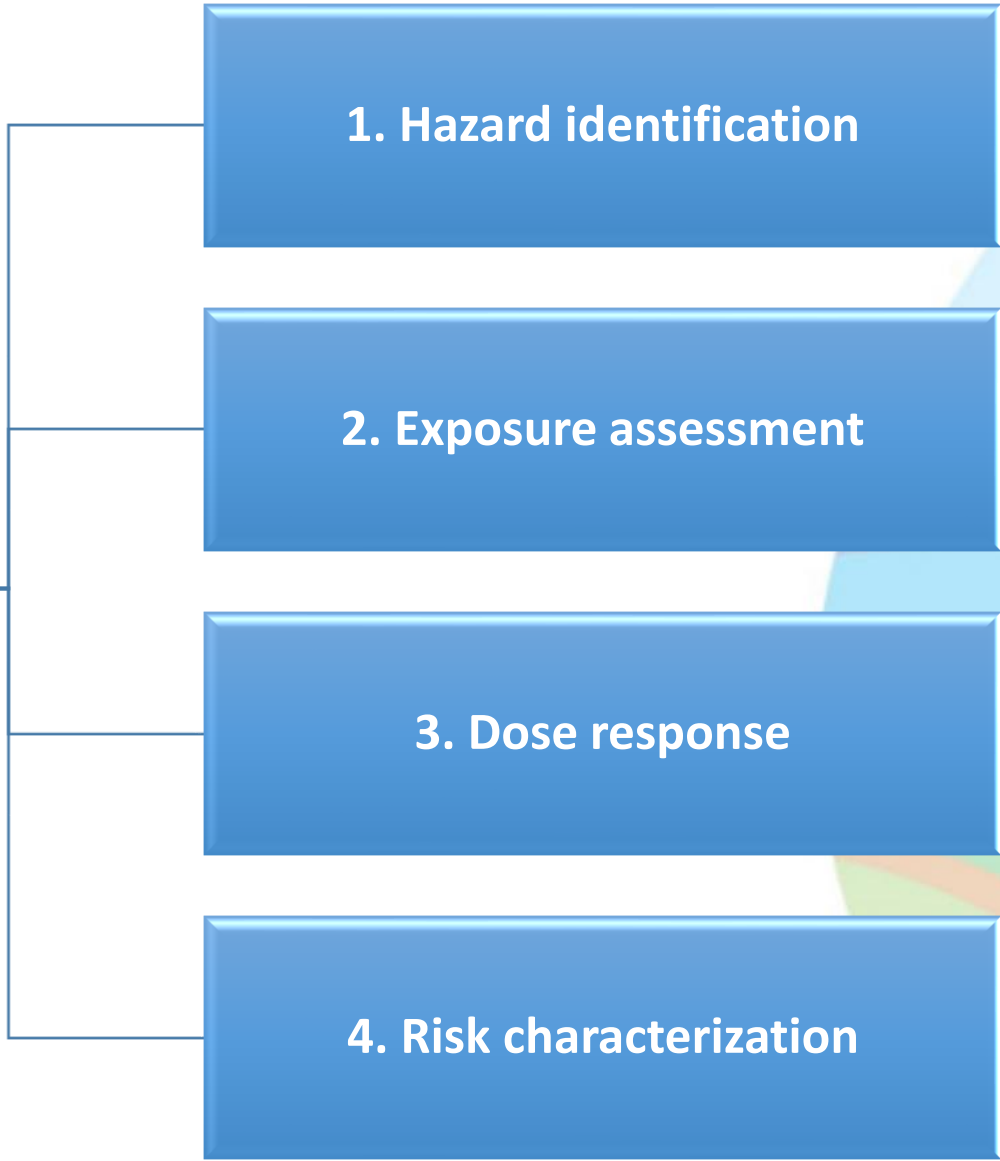 1. Hazard identification
2. Exposure assessment
3. Dose response
4. Risk characterization